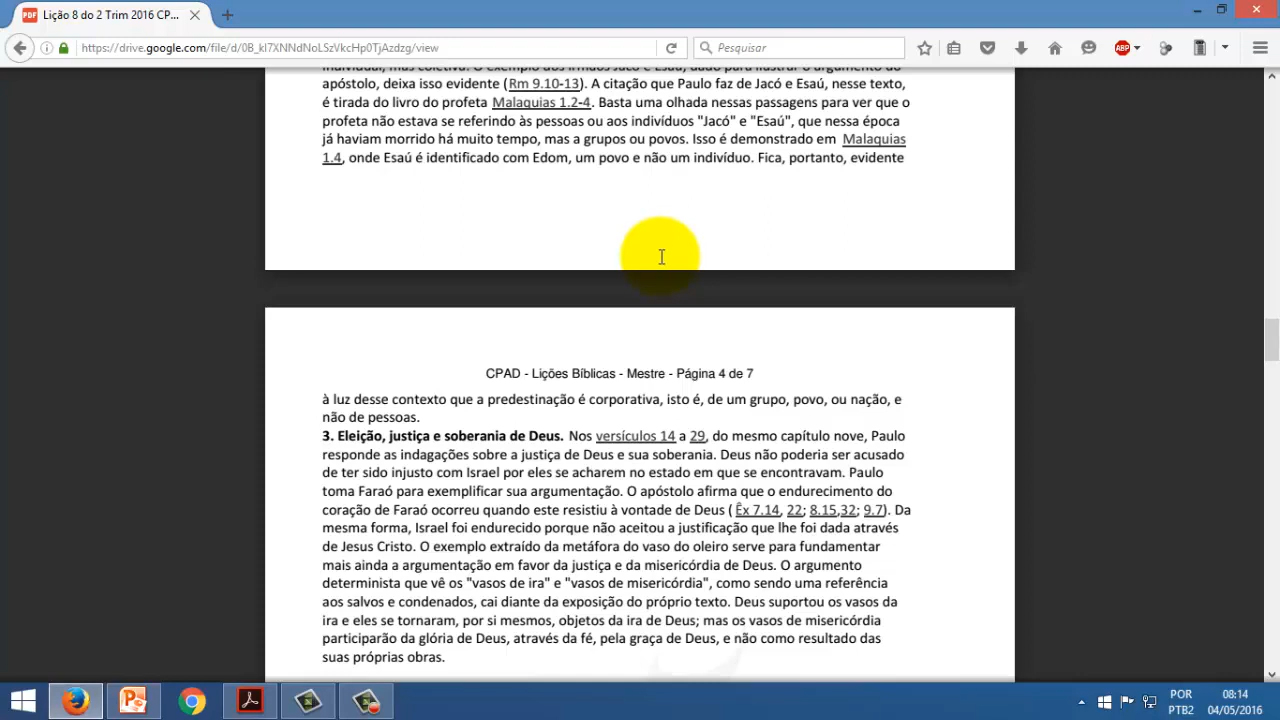 Lição 8 do 2 Trim 2016 CP...
https://drive.google.com/file/d/0B_kI7XNNdNoLSzVkcHp0TjAzdzg/view
Pesquisar
ABP
individual, mas coletivo. O exemplo dos irmãos Jacó e Esaú, dado para ilustrar o argumento do
apóstolo, deixa isso evidente (Rm 9.10-13). A citação que Paulo faz de Jacó e Esaú, nesse texto,
é tirada do livro do profeta Malaquias 1.2-4. Basta uma olhada nessas passagens para ver que o
profeta não estava se referindo às pessoas ou aos indivíduos "Jacó" e "Esaú", que nessa época
já haviam morrido há muito tempo, mas a grupos ou povos. Isso é demonstrado em Malaquias
1.4, onde Esaú é identificado com Edom, um povo e não um indivíduo. Fica, portanto, evidente
CPAD - Lições Bíblicas - Mestre - Página 4 de 7
à luz desse contexto que a predestinação é corporativa, isto é, de um grupo, povo, ou nação, e
não de pessoas.
3. Eleição, justiça e soberania de Deus. Nos versículos 14 a 29, do mesmo capítulo nove, Paulo
responde as indagações sobre a justiça de Deus e sua soberania. Deus não poderia ser acusado
de ter sido injusto com Israel por eles se acharem no estado em que se encontravam. Paulo
toma Faraó para exemplificar sua argumentação. O apóstolo afirma que o endurecimento do
coração de Faraó ocorreu quando este resistiu à vontade de Deus ( Êx 7.14, 22; 8.15,32; 9.7). Da
mesma forma, Israel foi endurecido porque não aceitou a justificação que lhe foi dada através
de Jesus Cristo. O exemplo extraído da metáfora do vaso do oleiro serve para fundamentar
mais ainda a argumentação em favor da justiça e da misericórdia de Deus. O argumento
determinista que vê os "vasos de ira" e "vasos de misericórdia", como sendo uma referência
aos salvos e condenados, cai diante da exposição do próprio texto. Deus suportou os vasos da
ira e eles se tornaram, por si mesmos, objetos da ira de Deus; mas os vasos de misericórdia
participarão da glória de Deus, através da fé, pela graça de Deus, e não como resultado das
suas próprias obras.
POR
PTB2
08:14
04/05/2016